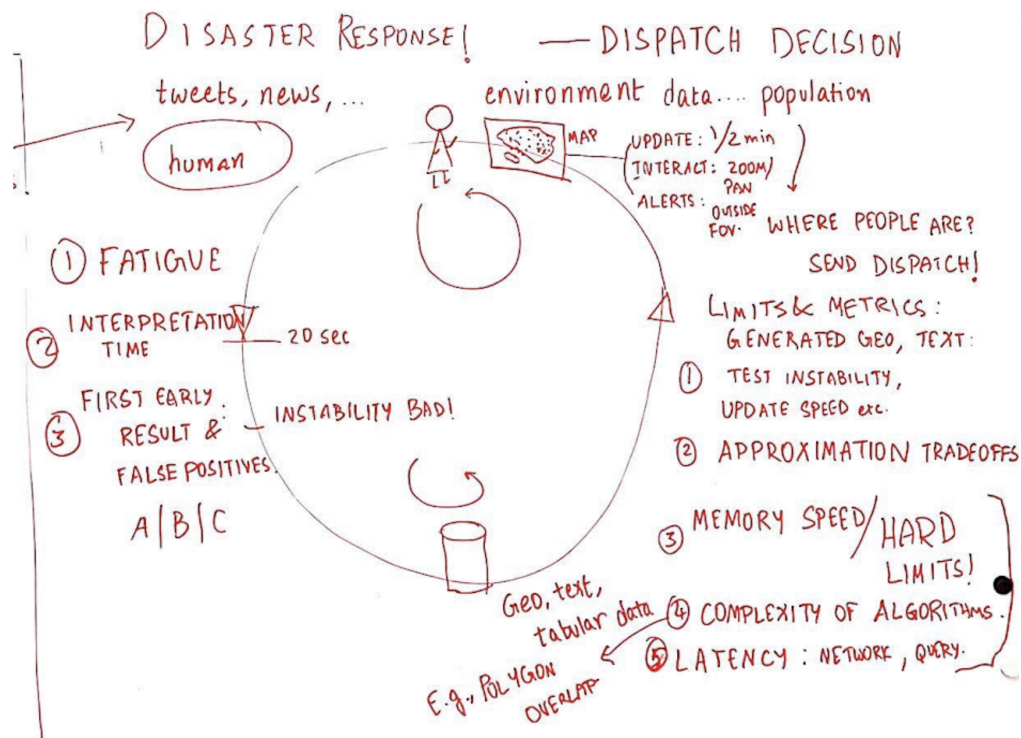 DISASTER RESPONSE! — DISPATCH DECISION
tweets, news, ...
human
environment data.... population
MAP
UPDATE: 1/2 min
INTERACT: ZOOM/
PAN
ALERTS: OUTSIDE
FOV.
WHERE PEOPLE ARE?
SEND DISPATCH!
① FATIGUE
② INTERPRETATION
TIME
20 sec
③ FIRST EARLY
RESULT &
FALSE POSITIVES.
: — INSTABILITY BAD!
A|B|C
LIMITS & METRICS:
GENERATED GEO, TEXT:
① TEST INSTABILITY,
UPDATE SPEED etc.
② APPROXIMATION TRADEOFFS
③ MEMORY SPEED/HARD
LIMITS!
④ COMPLEXITY OF ALGORITHMS.
⑤ LATENCY: NETWORK, QUERY.
Geo, text,
tabular data
E.g., POLYGON
OVERLAP